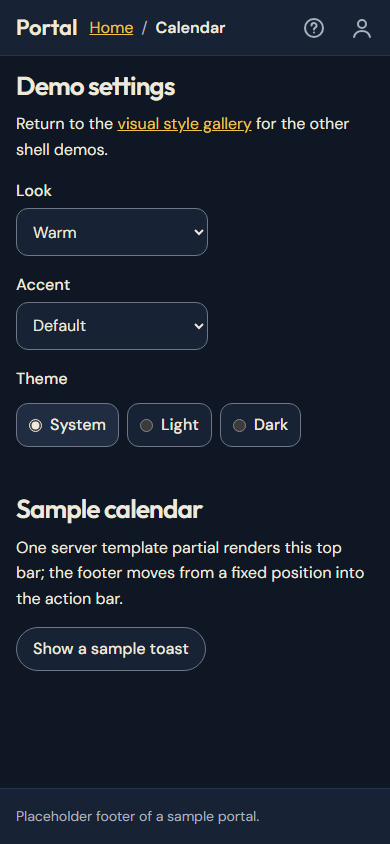 Portal Home / Calendar
Demo settings
Return to the visual style gallery for the other
shell demos.
Look
Warm
Accent
Default
Theme
System Light Dark
Sample calendar
One server template partial renders this top
bar; the footer moves from a fixed position into
the action bar.
Show a sample toast
Placeholder footer of a sample portal.